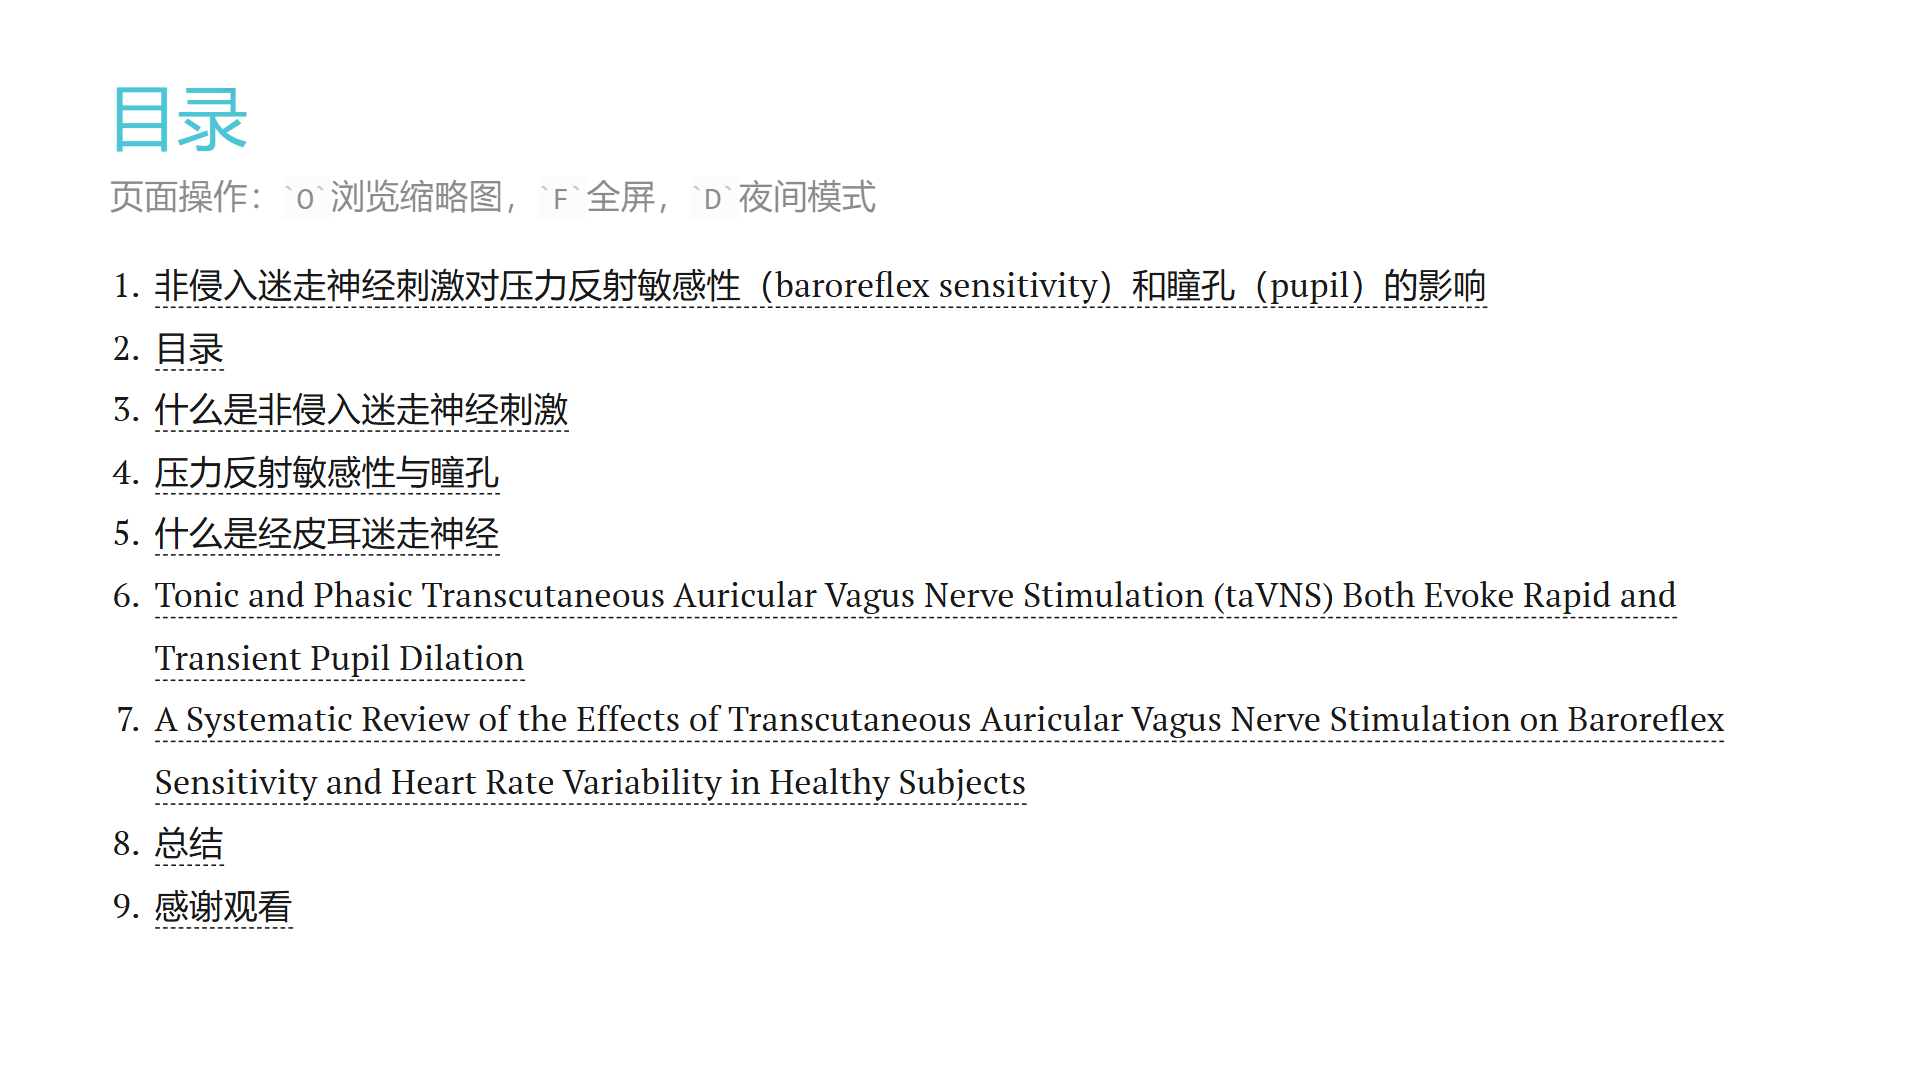 目录
页面操作：`O`浏览缩略图，`F`全屏，`D`夜间模式
1. 非侵入迷走神经刺激对压力反射敏感性（baroreflex sensitivity）和瞳孔（pupil）的影响
2. 目录
3. 什么是非侵入迷走神经刺激
4. 压力反射敏感性与瞳孔
5. 什么是经皮耳迷走神经
6. Tonic and Phasic Transcutaneous Auricular Vagus Nerve Stimulation (taVNS) Both Evoke Rapid and
Transient Pupil Dilation
7. A Systematic Review of the Effects of Transcutaneous Auricular Vagus Nerve Stimulation on Baroreflex
Sensitivity and Heart Rate Variability in Healthy Subjects
8. 总结
9. 感谢观看